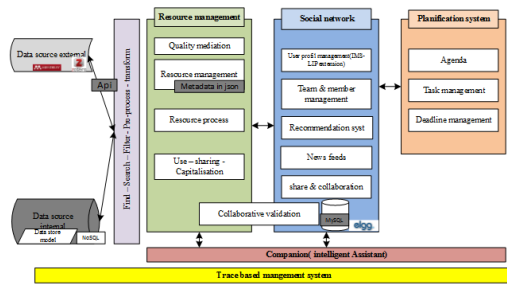 Resource management
Social network
Planification system
Quality mediation
Resource management
Metadata in json
Resource process
Use – sharing -
Capitalisation
User profit management(IMS-
LIP extension)
Team & member
management
Recommendation syst
News feeds
share & collaboration
Collaborative validation
MySQL
elgg
Agenda
Task management
Deadline management
Data source external
MENDELEY
Z
Api
Find – Search – Filter - Pre-process - transform
Data source
internal
Data store
model
NoSQL
Companion( intelligent Assistant)
Trace based mangement system